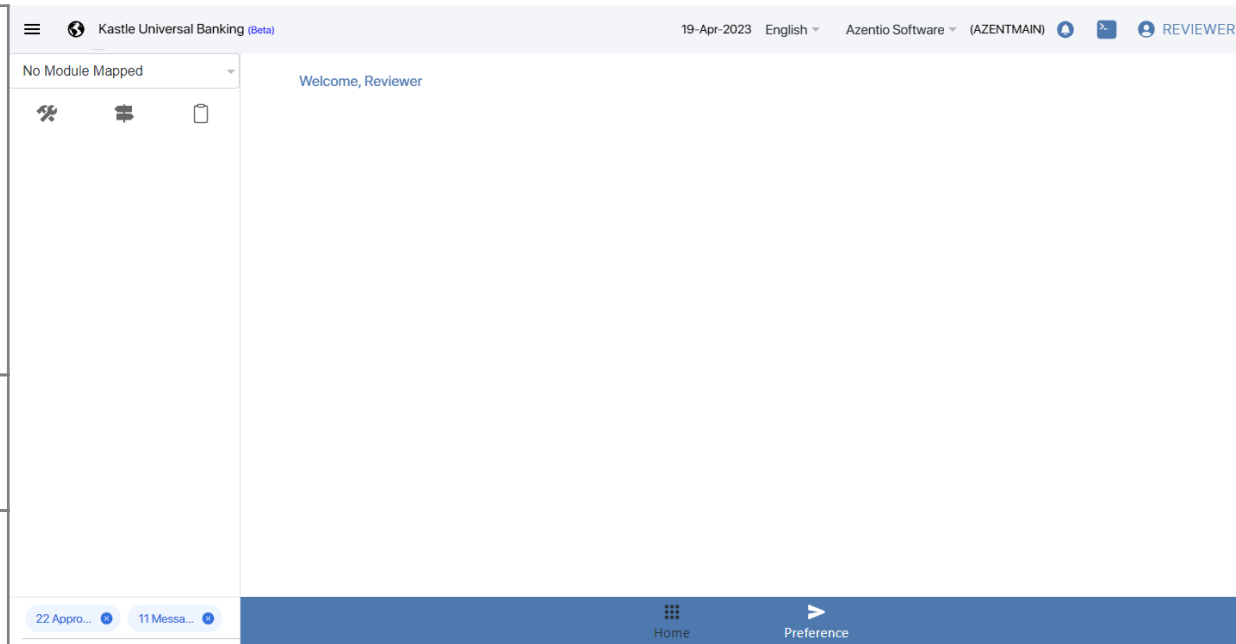 Kastle Universal Banking (Beta) 19-Apr-2023 English Azentio Software (AZENTMAIN) REVIEWER
No Module Mapped
Welcome, Reviewer
22 Appro... 11 Messa...
Home Preference